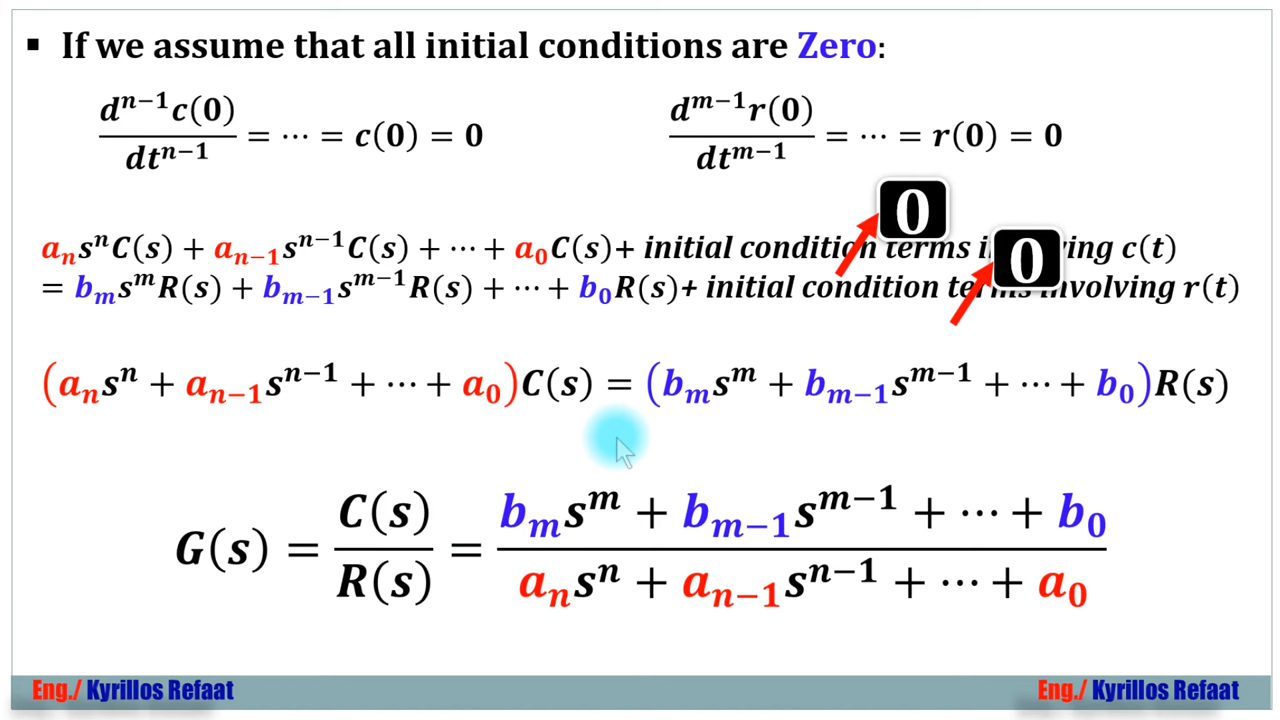 ▪ If we assume that all initial conditions are Zero:
d^{n−1}c(0)/dt^{n−1} = ⋯ = c(0) = 0    d^{m−1}r(0)/dt^{m−1} = ⋯ = r(0) = 0
0
a_n s^n C(s) + a_{n−1} s^{n−1} C(s) + ⋯ + a_0 C(s)+ initial condition terms i ing c(t)
0
= b_m s^m R(s) + b_{m−1} s^{m−1} R(s) + ⋯ + b_0 R(s)+ initial condition terms involving r(t)
(a_n s^n + a_{n−1} s^{n−1} + ⋯ + a_0)C(s) = (b_m s^m + b_{m−1} s^{m−1} + ⋯ + b_0)R(s)
G(s) = C(s)/R(s) = (b_m s^m + b_{m−1} s^{m−1} + ⋯ + b_0)/(a_n s^n + a_{n−1} s^{n−1} + ⋯ + a_0)
Eng./ Kyrillos Refaat    Eng./ Kyrillos Refaat